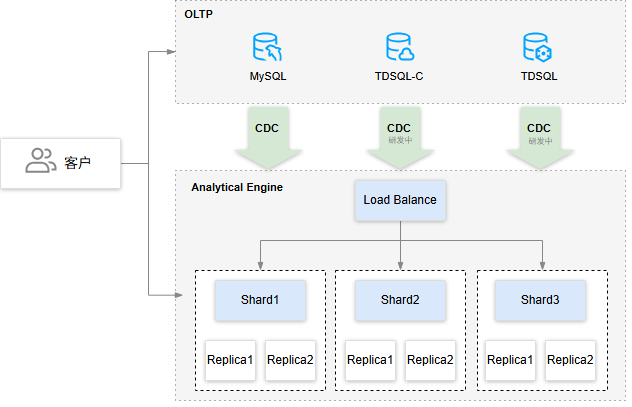 OLTP
MySQL
TDSQL-C
TDSQL
CDC
CDC
研发中
CDC
研发中
客户
Analytical Engine
Load Balance
Shard1
Shard2
Shard3
Replica1
Replica2
Replica1
Replica2
Replica1
Replica2